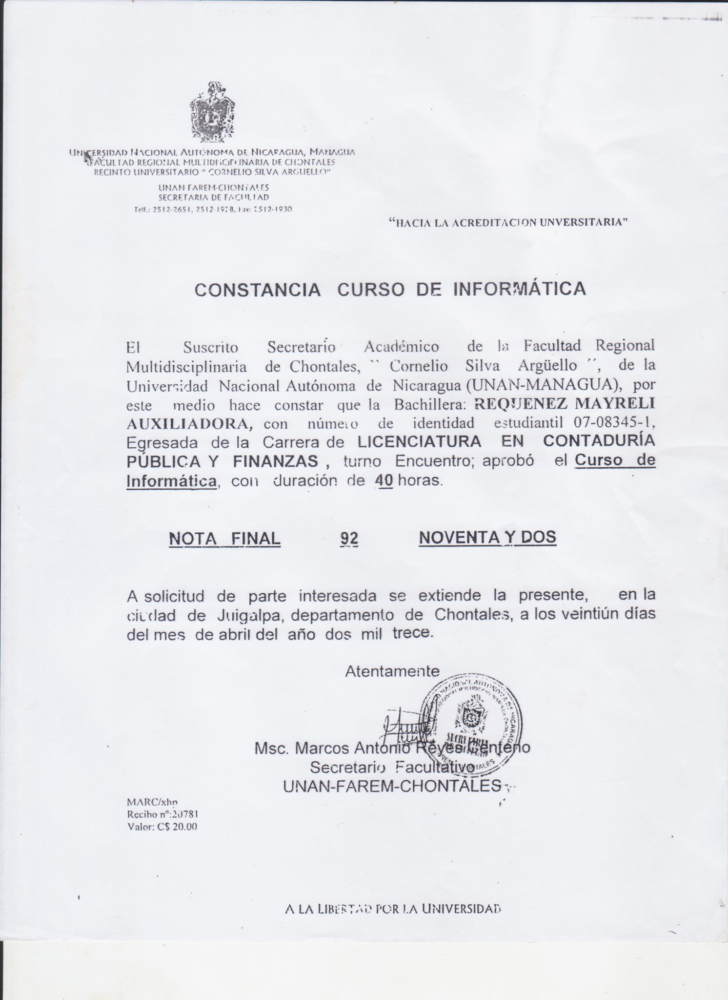 UNIVERSIDAD NACIONAL AUTÓNOMA DE NICARAGUA, MANAGUA
FACULTAD REGIONAL MULTIDISCIPLINARIA DE CHONTALES
RECINTO UNIVERSITARIO “ CORNELIO SILVA ARGUELLO“
UNAN FAREM-CHONTALES
SECRETARIA DE FACULTAD
Telf.: 2512-2651, 2512-1928, Fax: 2512-1930
“HACIA LA ACREDITACION UNVERSITARIA”
CONSTANCIA CURSO DE INFORMÁTICA
El Suscrito Secretario Académico de la Facultad Regional
Multidisciplinaria de Chontales, `` Cornelio Silva Argüello ´´, de la
Universidad Nacional Autónoma de Nicaragua (UNAN-MANAGUA), por
este medio hace constar que la Bachillera: REQUENEZ MAYRELI
AUXILIADORA, con número de identidad estudiantil 07-08345-1,
Egresada de la Carrera de LICENCIATURA EN CONTADURÍA
PÚBLICA Y FINANZAS , turno Encuentro; aprobó el Curso de
Informática, con duración de 40 horas.
NOTA FINAL 92 NOVENTA Y DOS
A solicitud de parte interesada se extiende la presente, en la
ciudad de Juigalpa, departamento de Chontales, a los veintiún días
del mes de abril del año dos mil trece.
Atentamente
Msc. Marcos Antonio Reyes Centeno
Secretario Facultativo
UNAN-FAREM-CHONTALES
MARC/xhp
Recibo nº:20781
Valor: C$ 20.00
A LA LIBERTAD POR LA UNIVERSIDAD